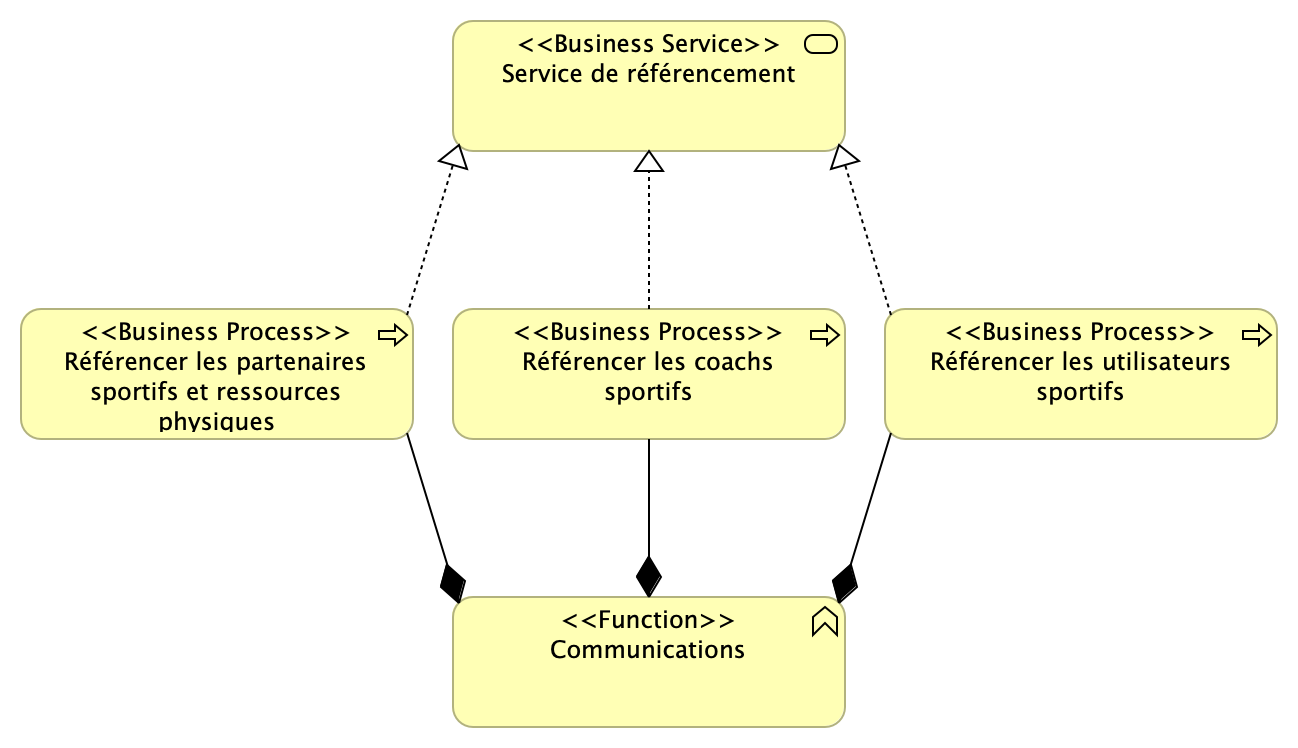 <<Business Service>>
Service de référencement
<<Business Process>>
Référencer les partenaires
sportifs et ressources
physiques
<<Business Process>>
Référencer les coachs
sportifs
<<Business Process>>
Référencer les utilisateurs
sportifs
<<Function>>
Communications